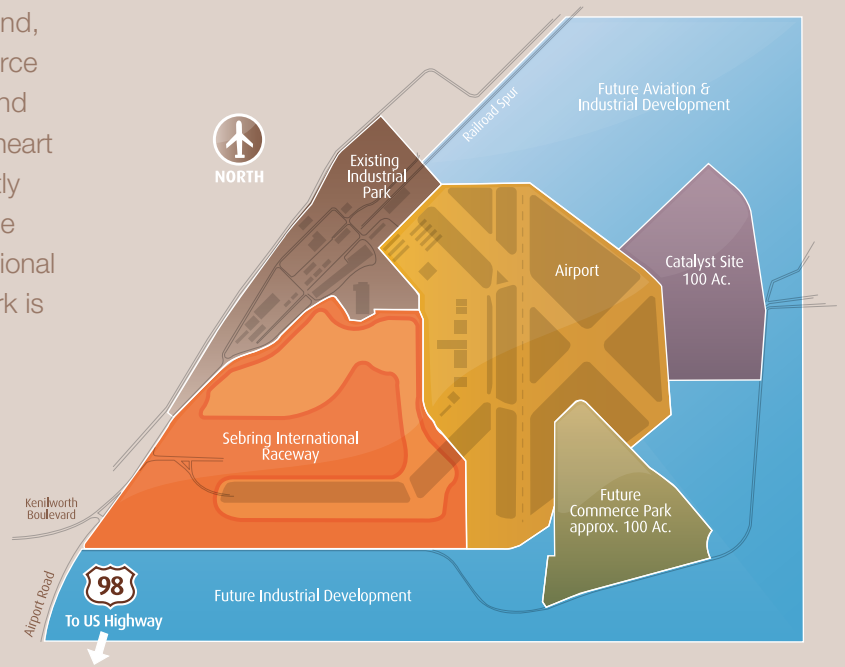 nd,
rce
nd
heart
tly
e
tional
rk is
NORTH
Railroad Spur
Future Aviation &
Industrial Development
Existing
Industrial
Park
Airport
Catalyst Site
100 Ac.
Sebring International
Raceway
Future
Commerce Park
approx. 100 Ac.
Kenilworth
Boulevard
Airport Road
98
To US Highway
Future Industrial Development